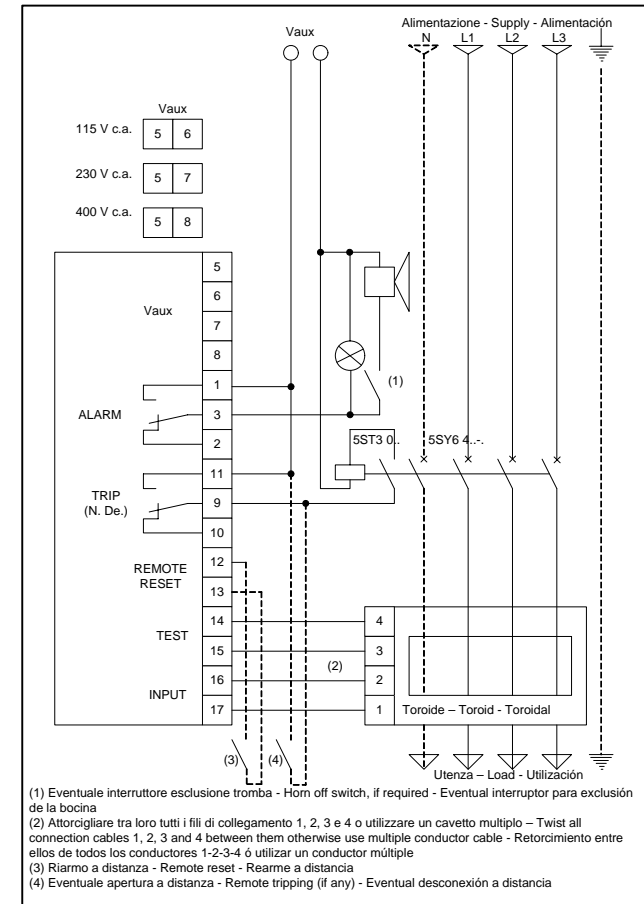 Alimentazione - Supply - Alimentación
Vaux
N L1 L2 L3
Vaux
115 V c.a. 5 6
230 V c.a. 5 7
400 V c.a. 5 8
5
6
Vaux
7
8
1
(1)
ALARM
3
2
5ST3 0..
5SY6 4..-.
11
TRIP
(N. De.)
9
10
12
REMOTE
RESET
13
14
4
TEST
15
3
(2)
16
2
INPUT
17
1
Toroide – Toroid - Toroidal
(3)
(4)
Utenza – Load - Utilización
(1) Eventuale interruttore esclusione tromba - Horn off switch, if required - Eventual interruptor para exclusión
de la bocina
(2) Attorcigliare tra loro tutti i fili di collegamento 1, 2, 3 e 4 o utilizzare un cavetto multiplo – Twist all
connection cables 1, 2, 3 and 4 between them otherwise use multiple conductor cable - Retorcimiento entre
ellos de todos los conductores 1-2-3-4 ó utilizar un conductor múltiple
(3) Riarmo a distanza - Remote reset - Rearme a distancia
(4) Eventuale apertura a distanza - Remote tripping (if any) - Eventual desconexión a distancia